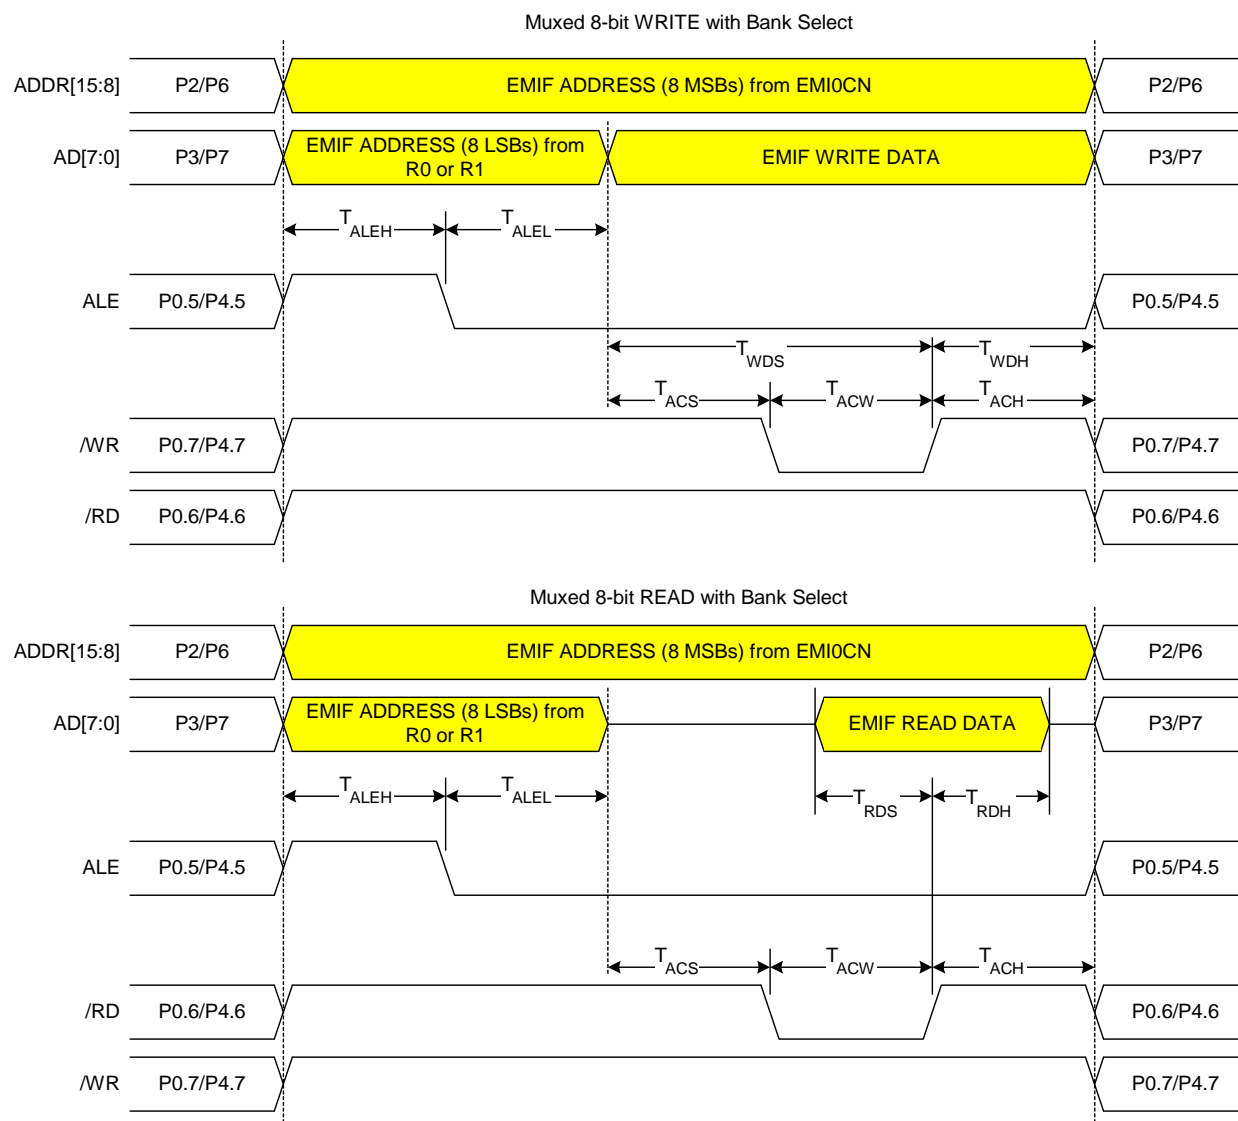 Muxed 8-bit WRITE with Bank Select
ADDR[15:8] P2/P6 EMIF ADDRESS (8 MSBs) from EMI0CN P2/P6
AD[7:0] P3/P7 EMIF ADDRESS (8 LSBs) from R0 or R1 EMIF WRITE DATA P3/P7
TALEH TALEL
ALE P0.5/P4.5 P0.5/P4.5
TWDS TWDH
TACS TACW TACH
/WR P0.7/P4.7 P0.7/P4.7
/RD P0.6/P4.6 P0.6/P4.6
Muxed 8-bit READ with Bank Select
ADDR[15:8] P2/P6 EMIF ADDRESS (8 MSBs) from EMI0CN P2/P6
AD[7:0] P3/P7 EMIF ADDRESS (8 LSBs) from R0 or R1 EMIF READ DATA P3/P7
TALEH TALEL TRDS TRDH
ALE P0.5/P4.5 P0.5/P4.5
TACS TACW TACH
/RD P0.6/P4.6 P0.6/P4.6
/WR P0.7/P4.7 P0.7/P4.7